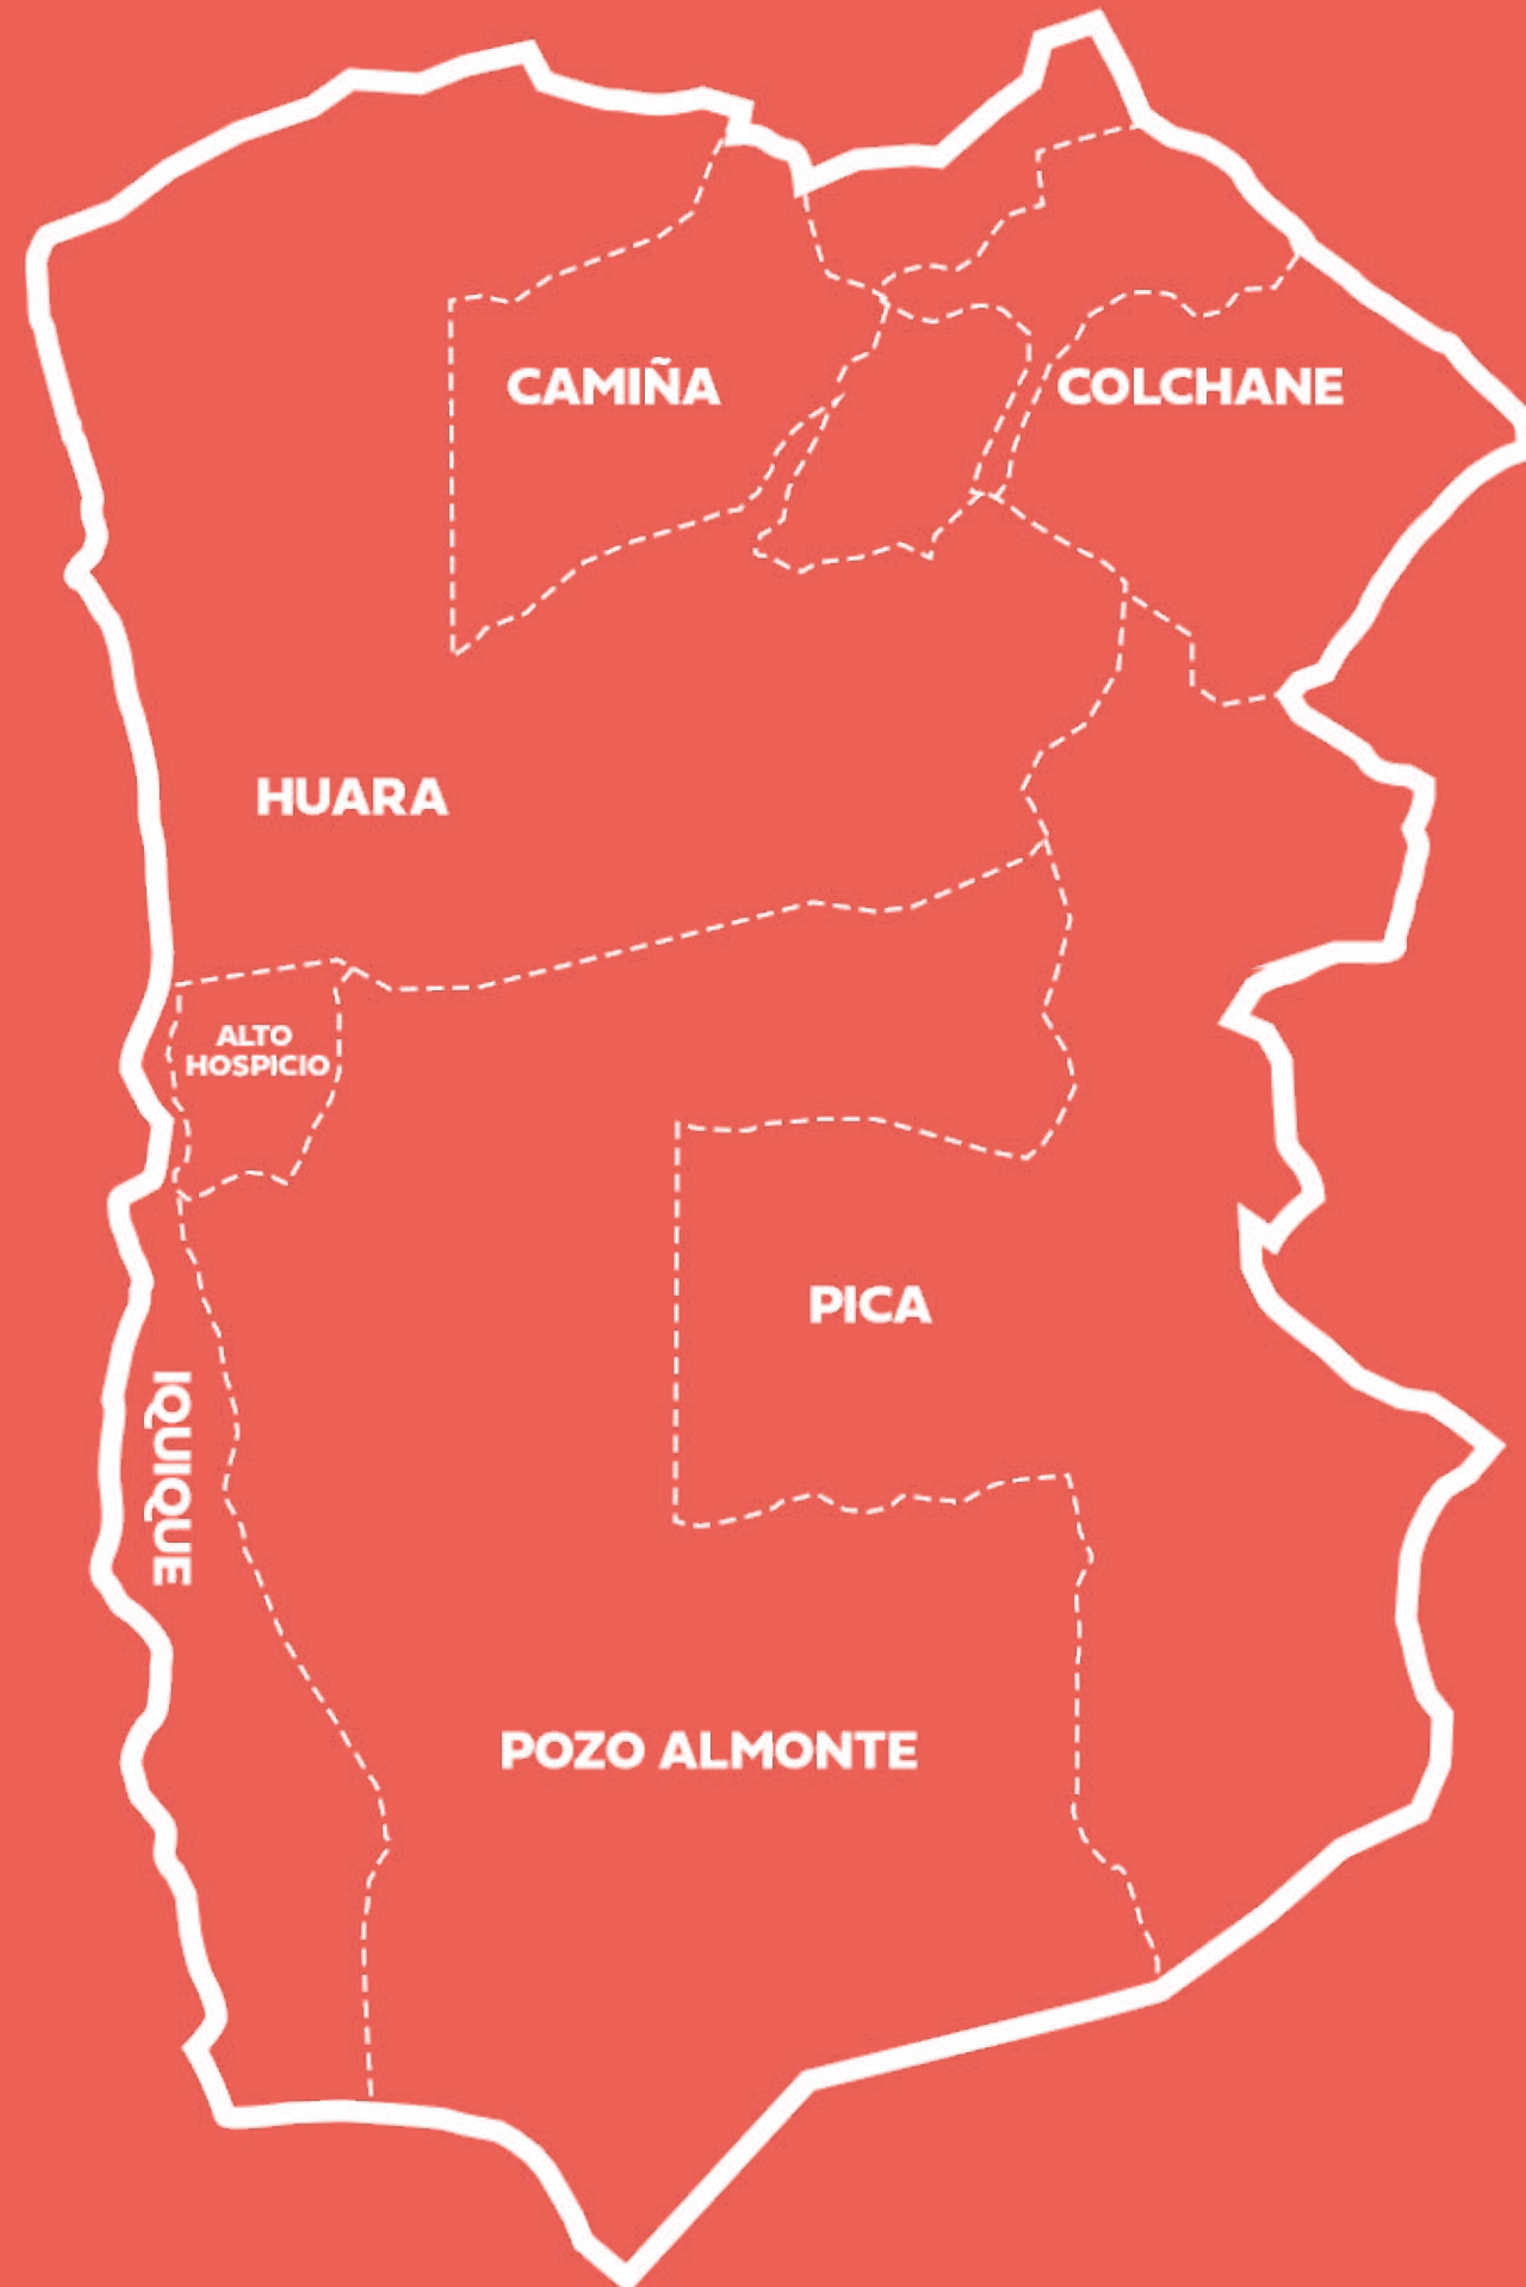 CAMIÑA
COLCHANE
HUARA
ALTO
HOSPICIO
PICA
IQUIQUE
POZO ALMONTE